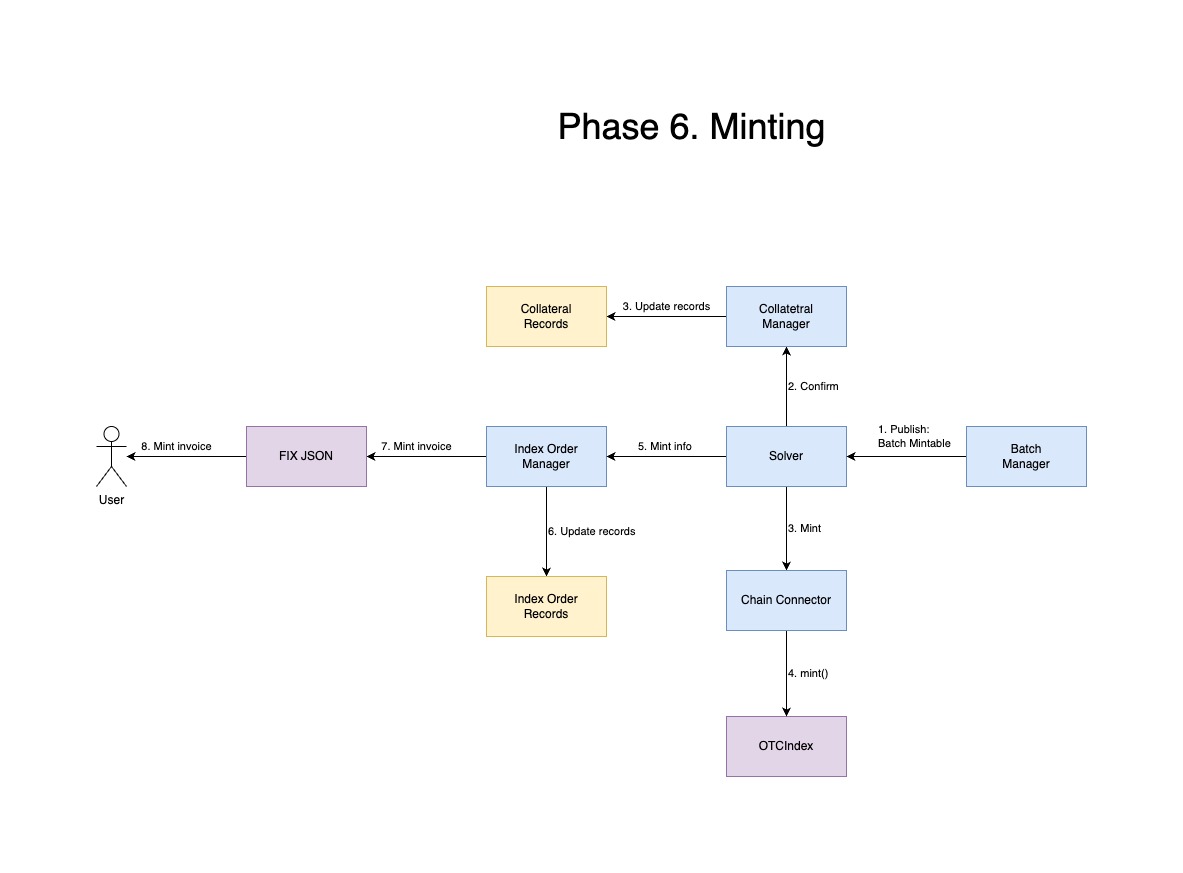 Phase 6. Minting
Collateral
Records
3. Update records
Collatetral
Manager
2. Confirm
8. Mint invoice
FIX JSON
7. Mint invoice
Index Order
Manager
5. Mint info
Solver
1. Publish:
Batch Mintable
Batch
Manager
User
6. Update records
3. Mint
Index Order
Records
Chain Connector
4. mint()
OTCIndex